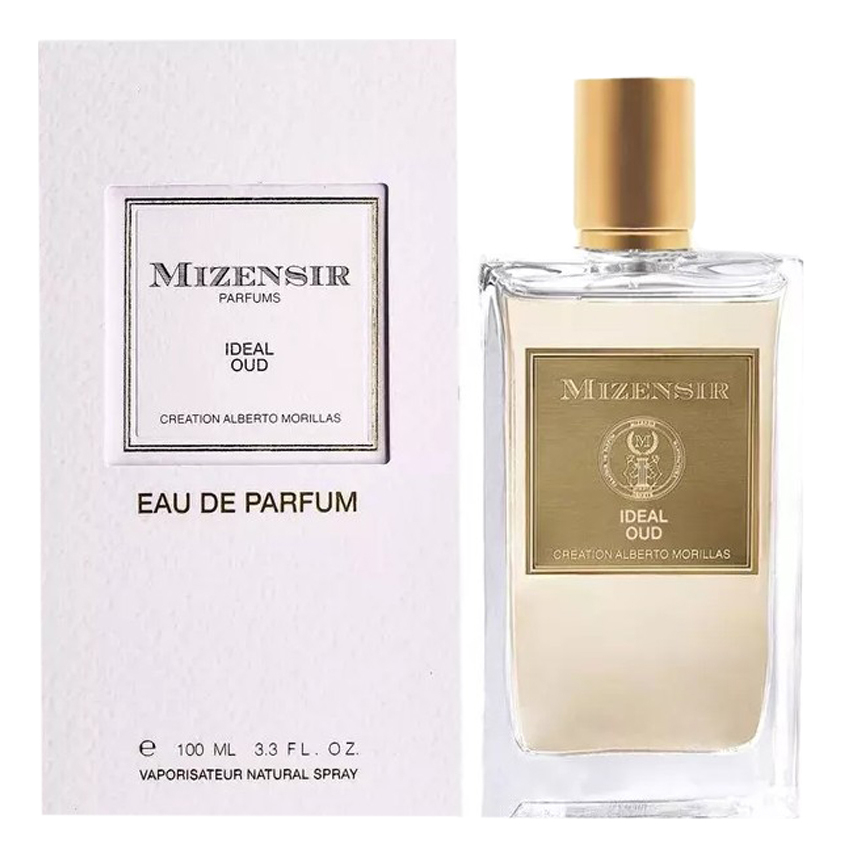 MIZENSIR
PARFUMS
IDEAL
OUD
CREATION ALBERTO MORILLAS
EAU DE PARFUM
℮ 100 ML 3.3 FL. OZ.
VAPORISATEUR NATURAL SPRAY
MIZENSIR
M
IDEAL
OUD
CREATION ALBERTO MORILLAS